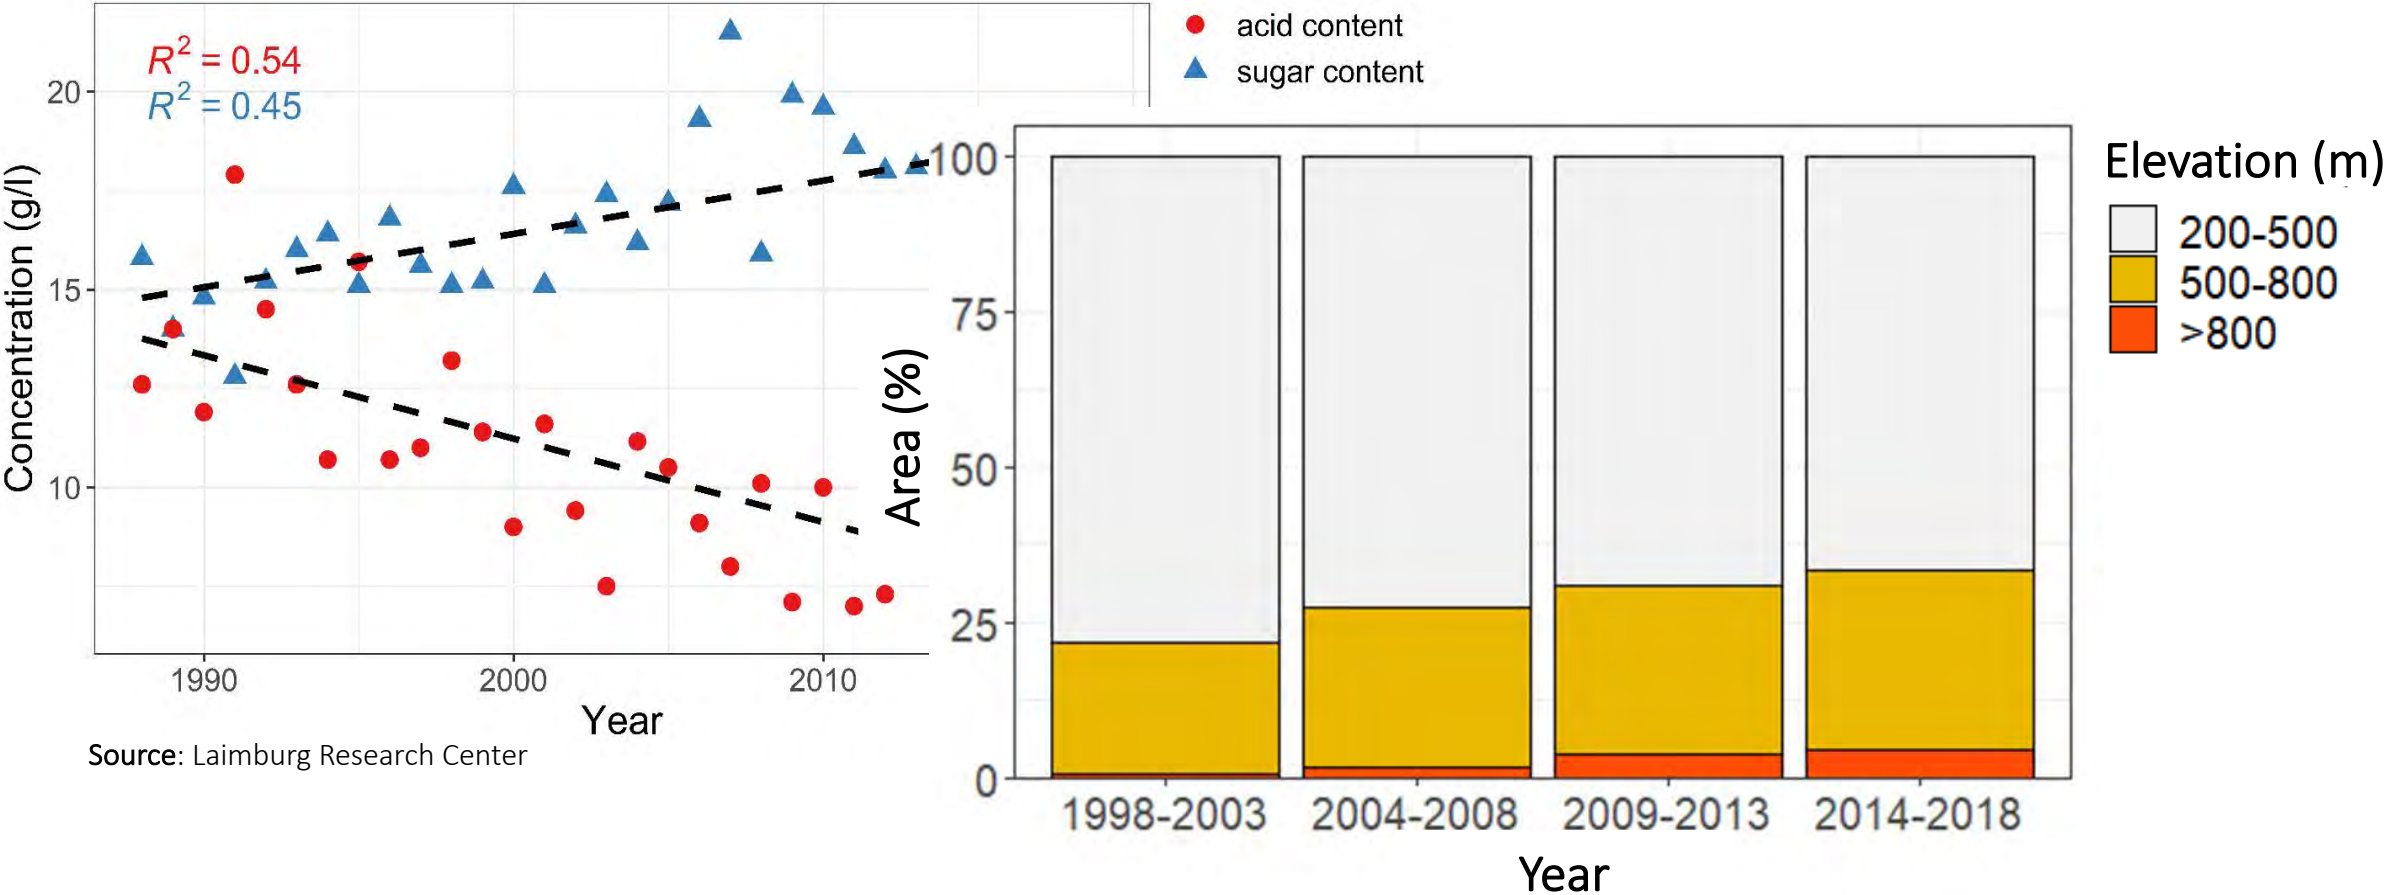 R² = 0.54
R² = 0.45
20
15
10
Concentration (g/l)
1990
2000
2010
Year
Source: Laimburg Research Center
acid content
sugar content
100
75
50
25
0
Area (%)
1998-2003
2004-2008
2009-2013
2014-2018
Year
Elevation (m)
200-500
500-800
>800